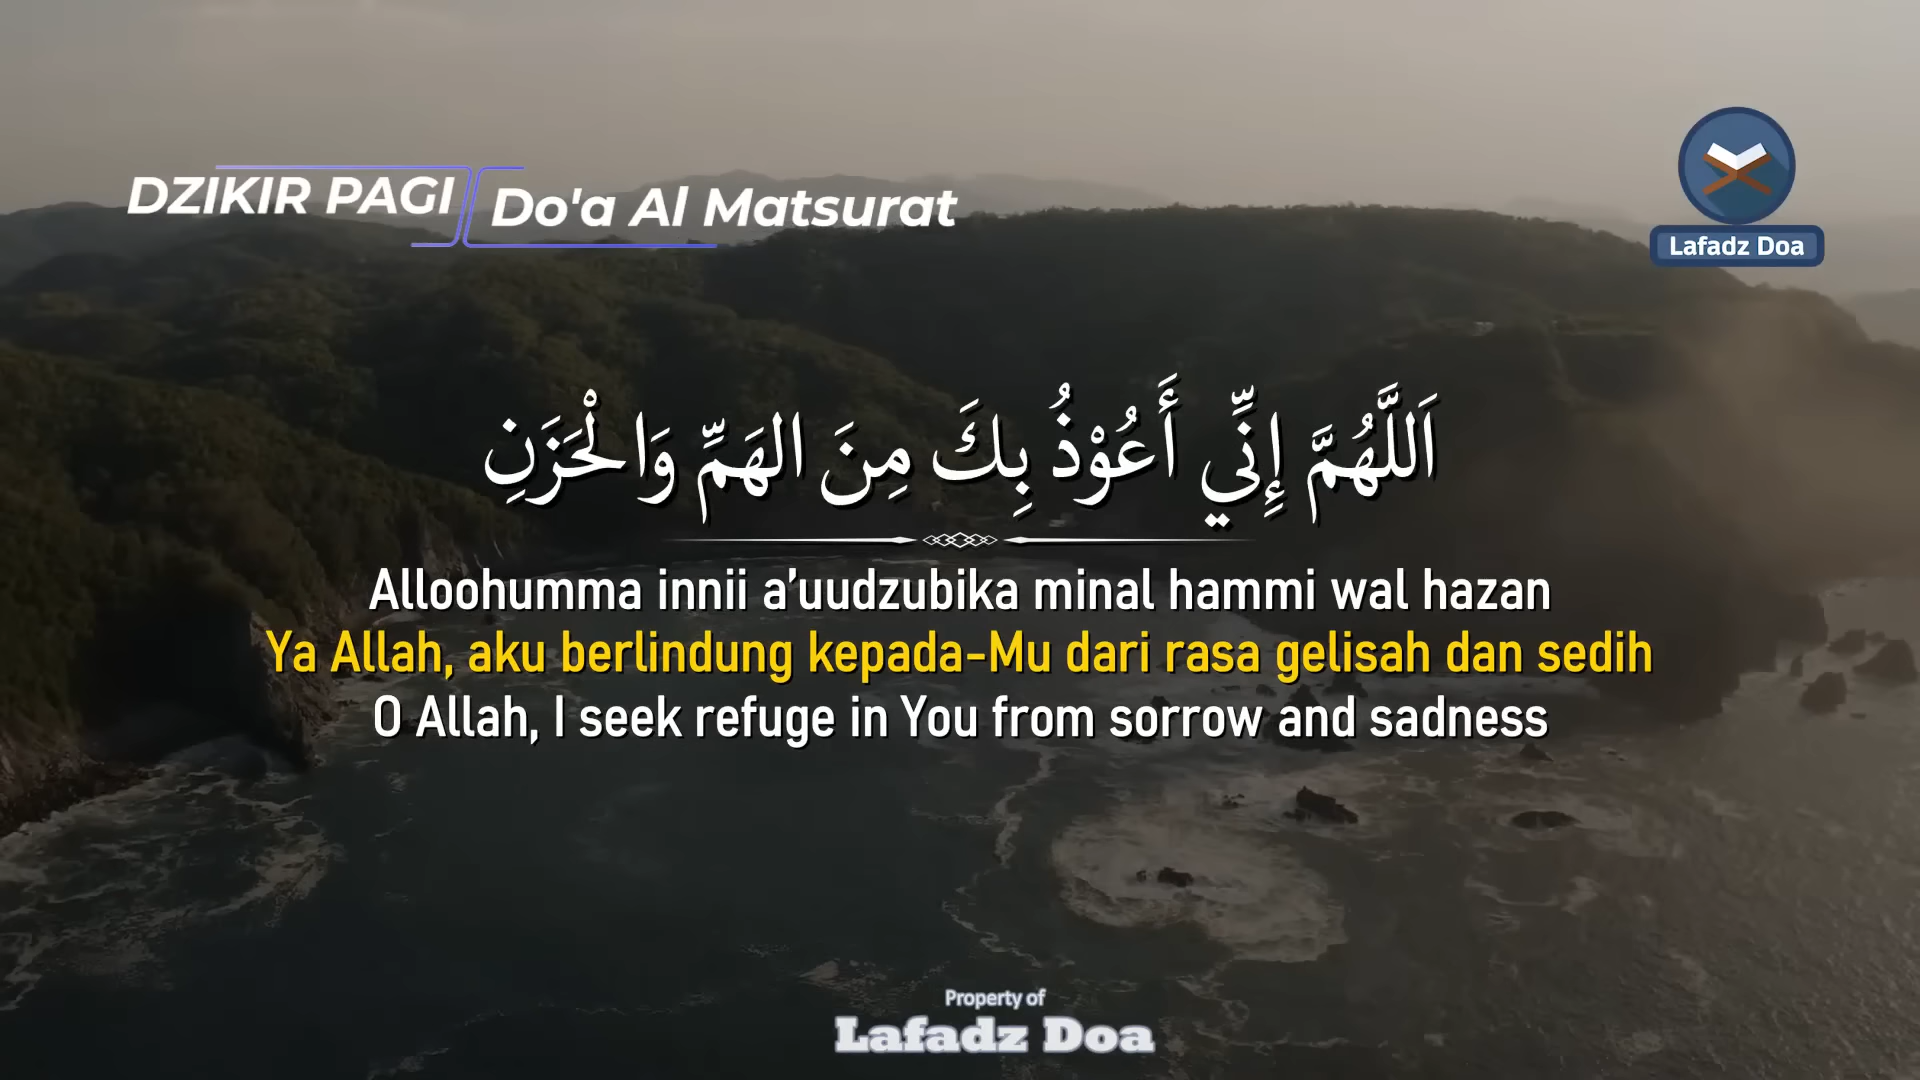 DZIKIR PAGI
Do'a Al Matsurat
Lafadz Doa
اَللَّهُمَّ إِنِّي أَعُوْذُ بِكَ مِنَ الهَمِّ وَالْحَزَنِ
Alloohumma innii a’uudzubika minal hammi wal hazan
Ya Allah, aku berlindung kepada-Mu dari rasa gelisah dan sedih
O Allah, I seek refuge in You from sorrow and sadness
Property of
Lafadz Doa